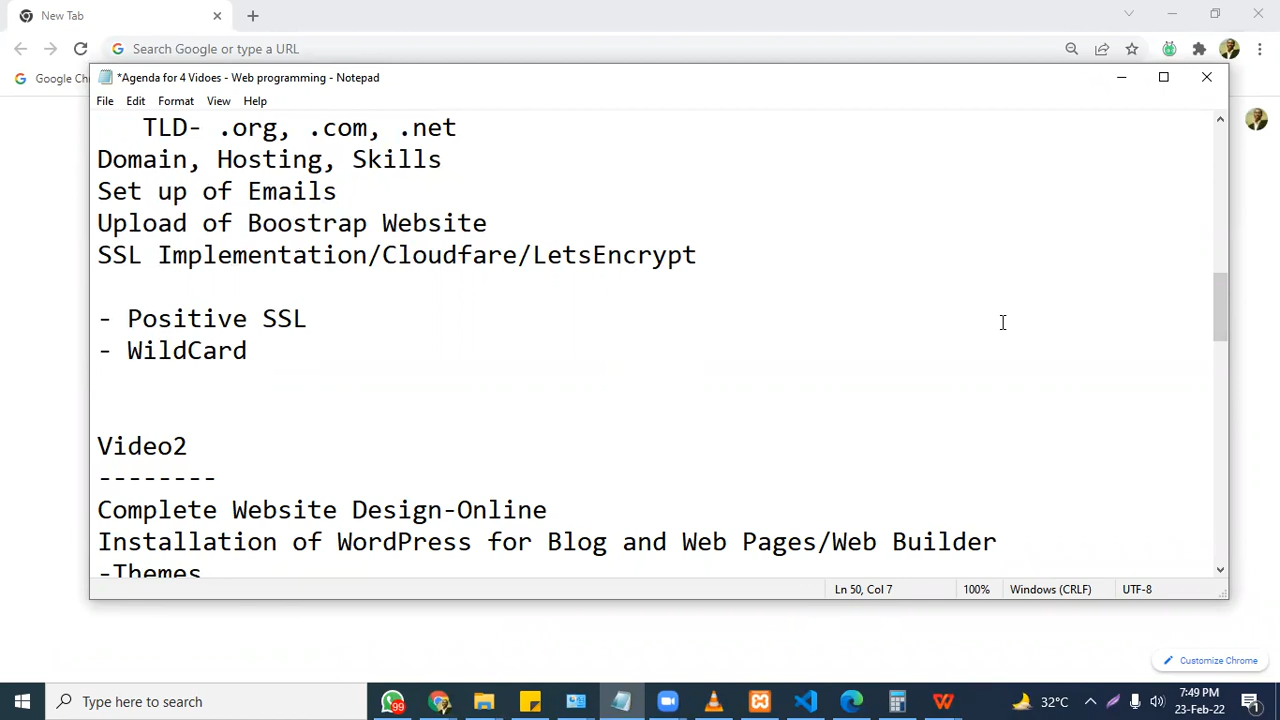 New Tab
Search Google or type a URL
Google Ch
*Agenda for 4 Vidoes - Web programming - Notepad
File Edit Format View Help
TLD- .org, .com, .net
Domain, Hosting, Skills
Set up of Emails
Upload of Boostrap Website
SSL Implementation/Cloudfare/LetsEncrypt
- Positive SSL
- WildCard
Video2
--------
Complete Website Design-Online
Installation of WordPress for Blog and Web Pages/Web Builder
-Themes
Ln 50, Col 7 100% Windows (CRLF) UTF-8
Customize Chrome
Type here to search
99
32°C
7:49 PM
23-Feb-22
1